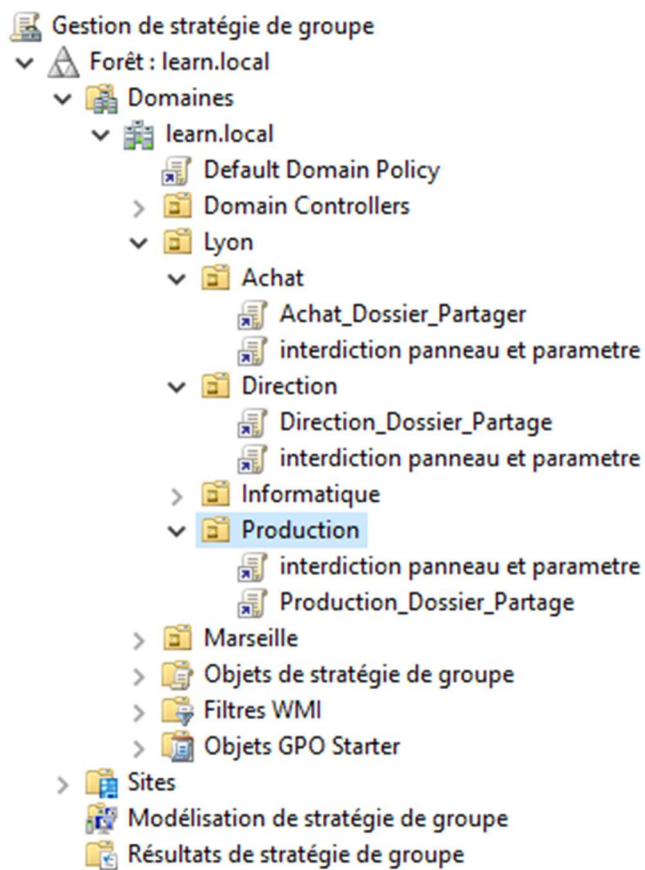 Gestion de stratégie de groupe
Forêt : learn.local
Domaines
learn.local
Default Domain Policy
Domain Controllers
Lyon
Achat
Achat_Dossier_Partager
interdiction panneau et parametre
Direction
Direction_Dossier_Partage
interdiction panneau et parametre
Informatique
Production
interdiction panneau et parametre
Production_Dossier_Partage
Marseille
Objets de stratégie de groupe
Filtres WMI
Objets GPO Starter
Sites
Modélisation de stratégie de groupe
Résultats de stratégie de groupe